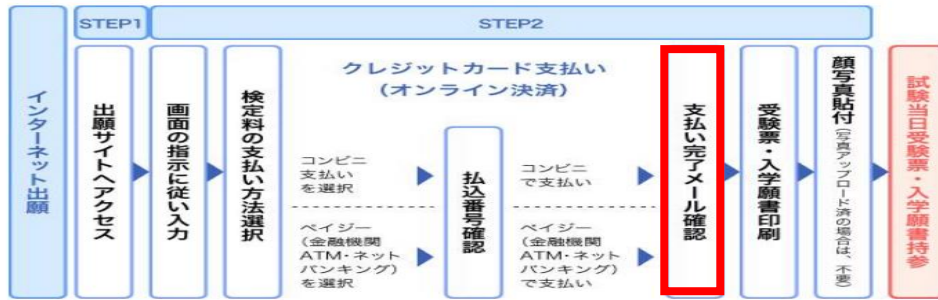 STEP1
STEP2
インターネット出願
出願サイトへアクセス
画面の指示に従い入力
検定料の支払い方法選択
クレジットカード支払い
(オンライン決済)
コンビニ
支払い
を選択
ペイジー
(金融機関
ATM・ネット
バンキング)
を選択
払込番号確認
コンビニ
で支払い
ペイジー
(金融機関
ATM・ネット
バンキング)
で支払い
支払い完了メール確認
受験票・入学願書印刷
顔写真貼付(写真アップロード済の場合は、不要)
試験当日受験票・入学願書持参